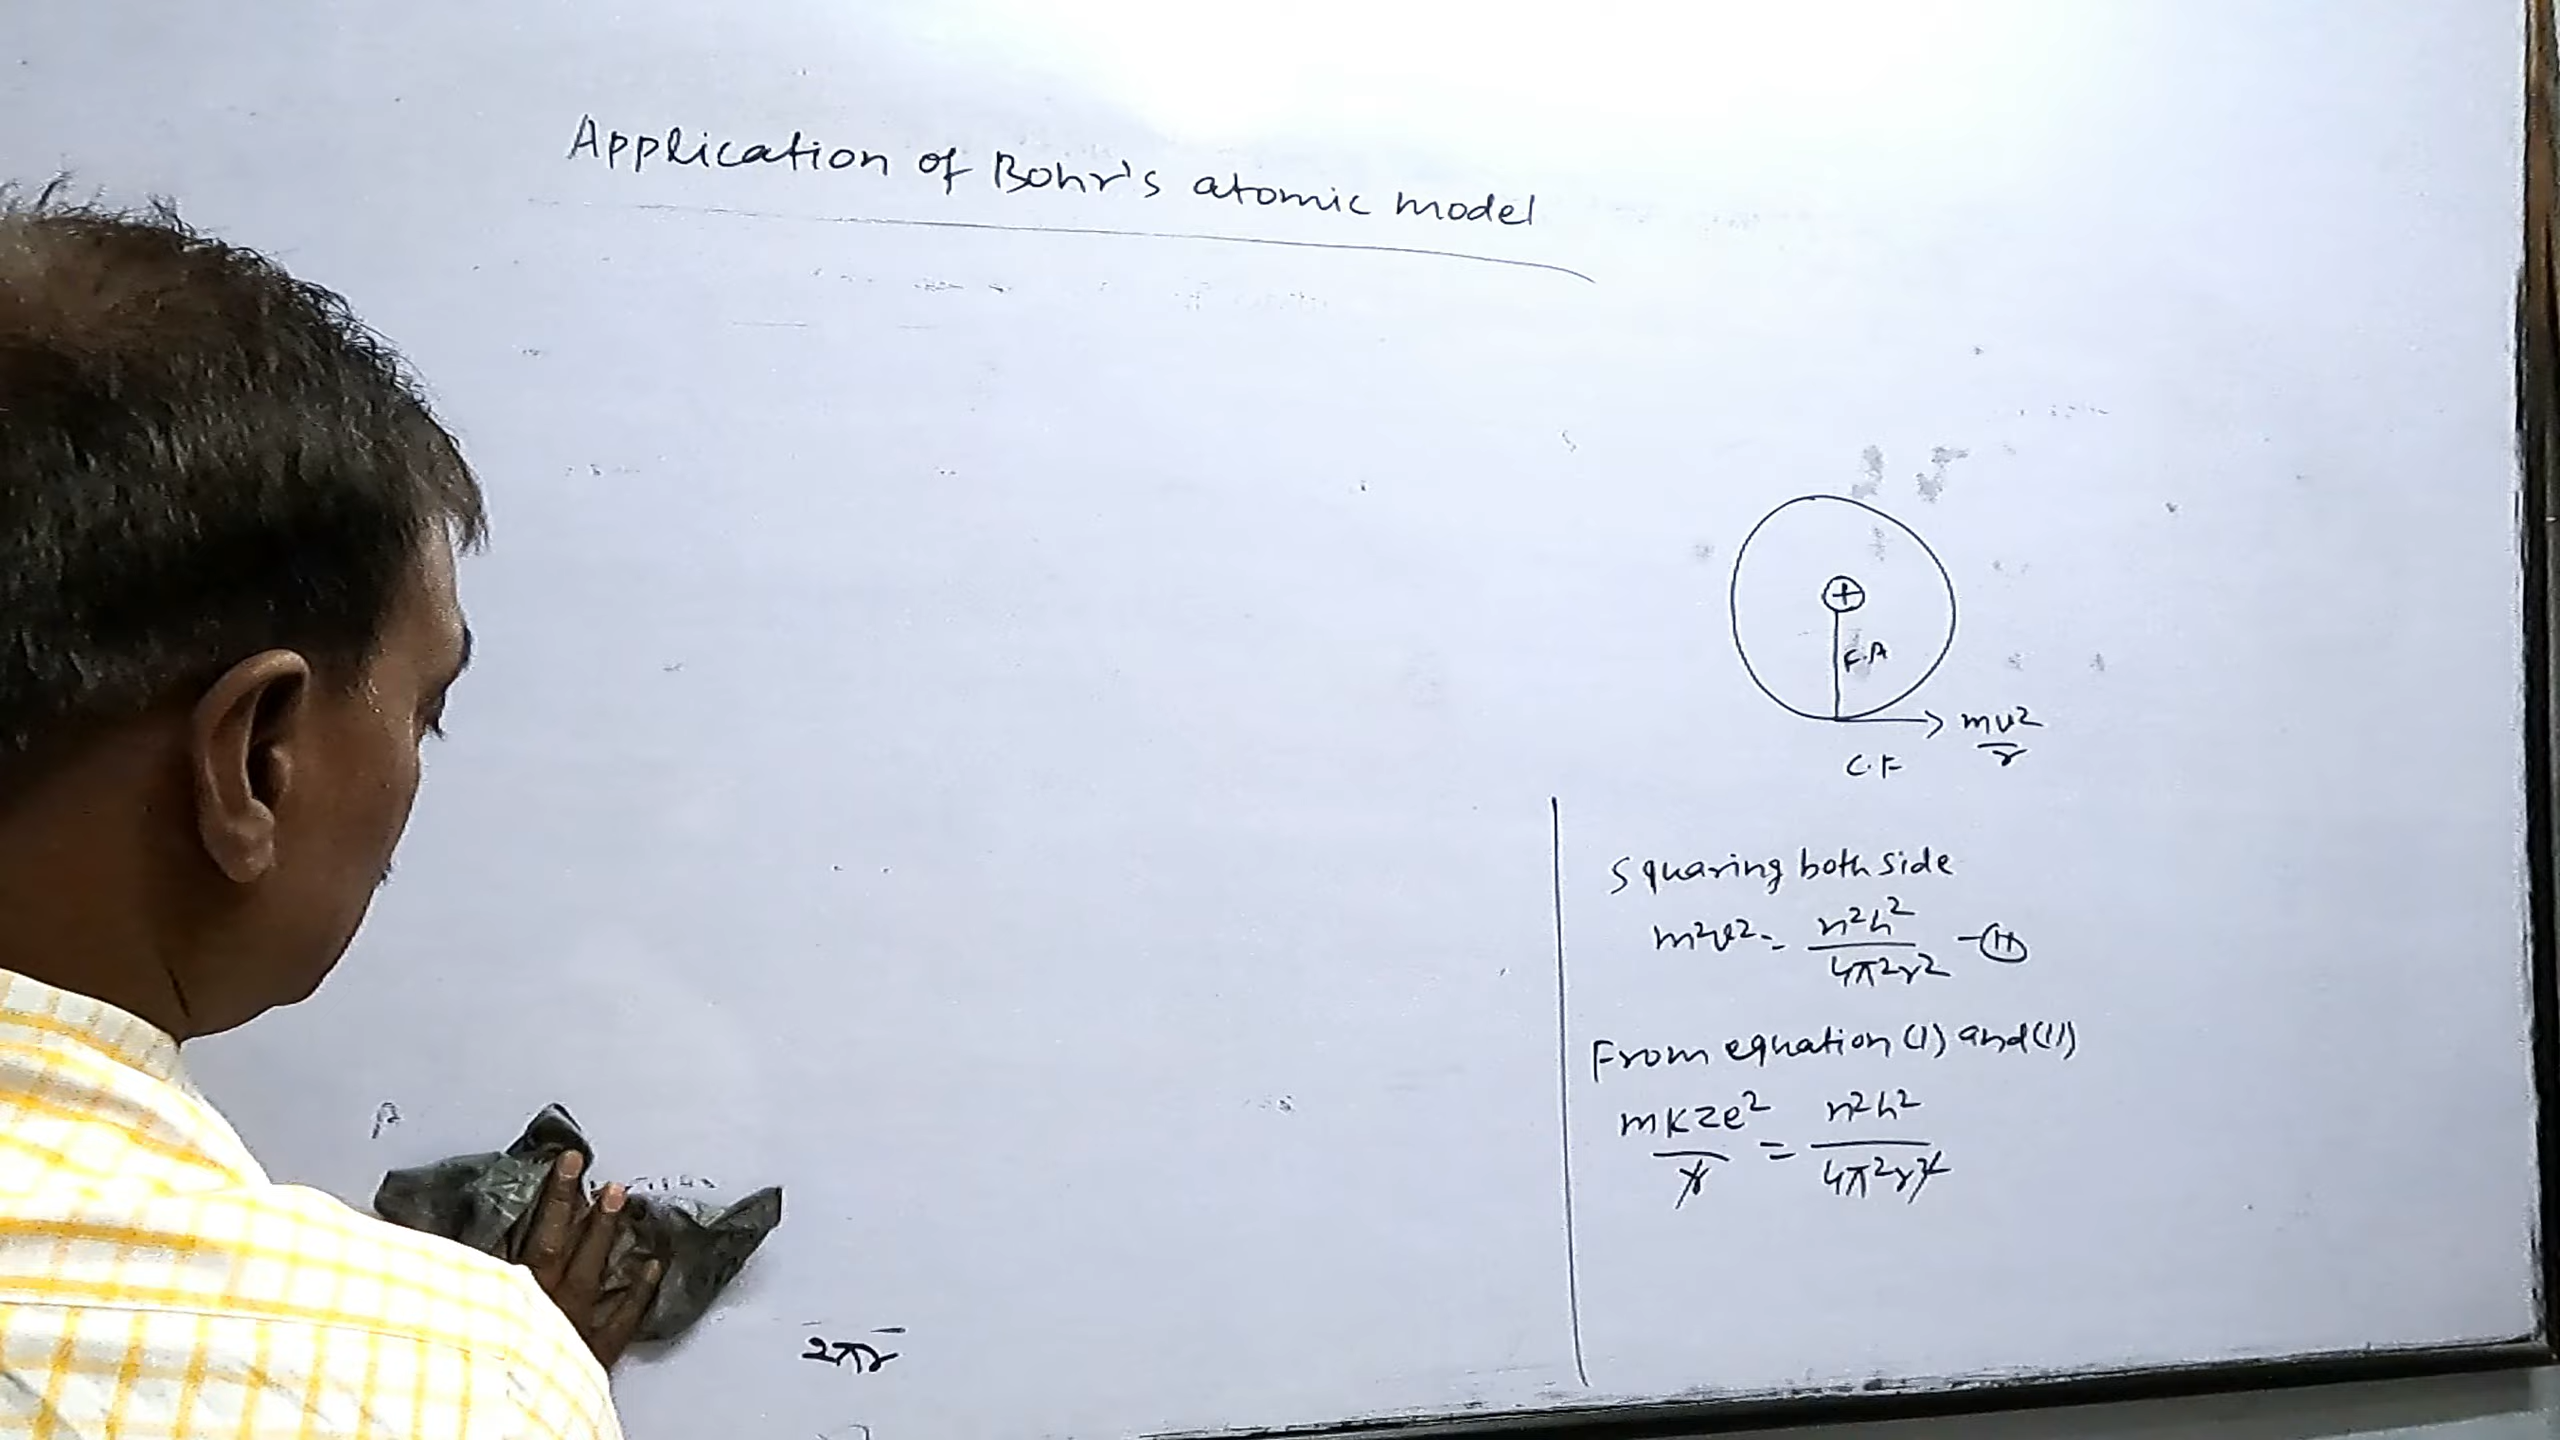 Application of Bohr's atomic model
+
F.A
mv²/r
C.F
Squaring both side
m²v² = n²h²/4π²r² -(II)
From equation (I) and (II)
mKZe²/r = n²h²/4π²r²
2πr